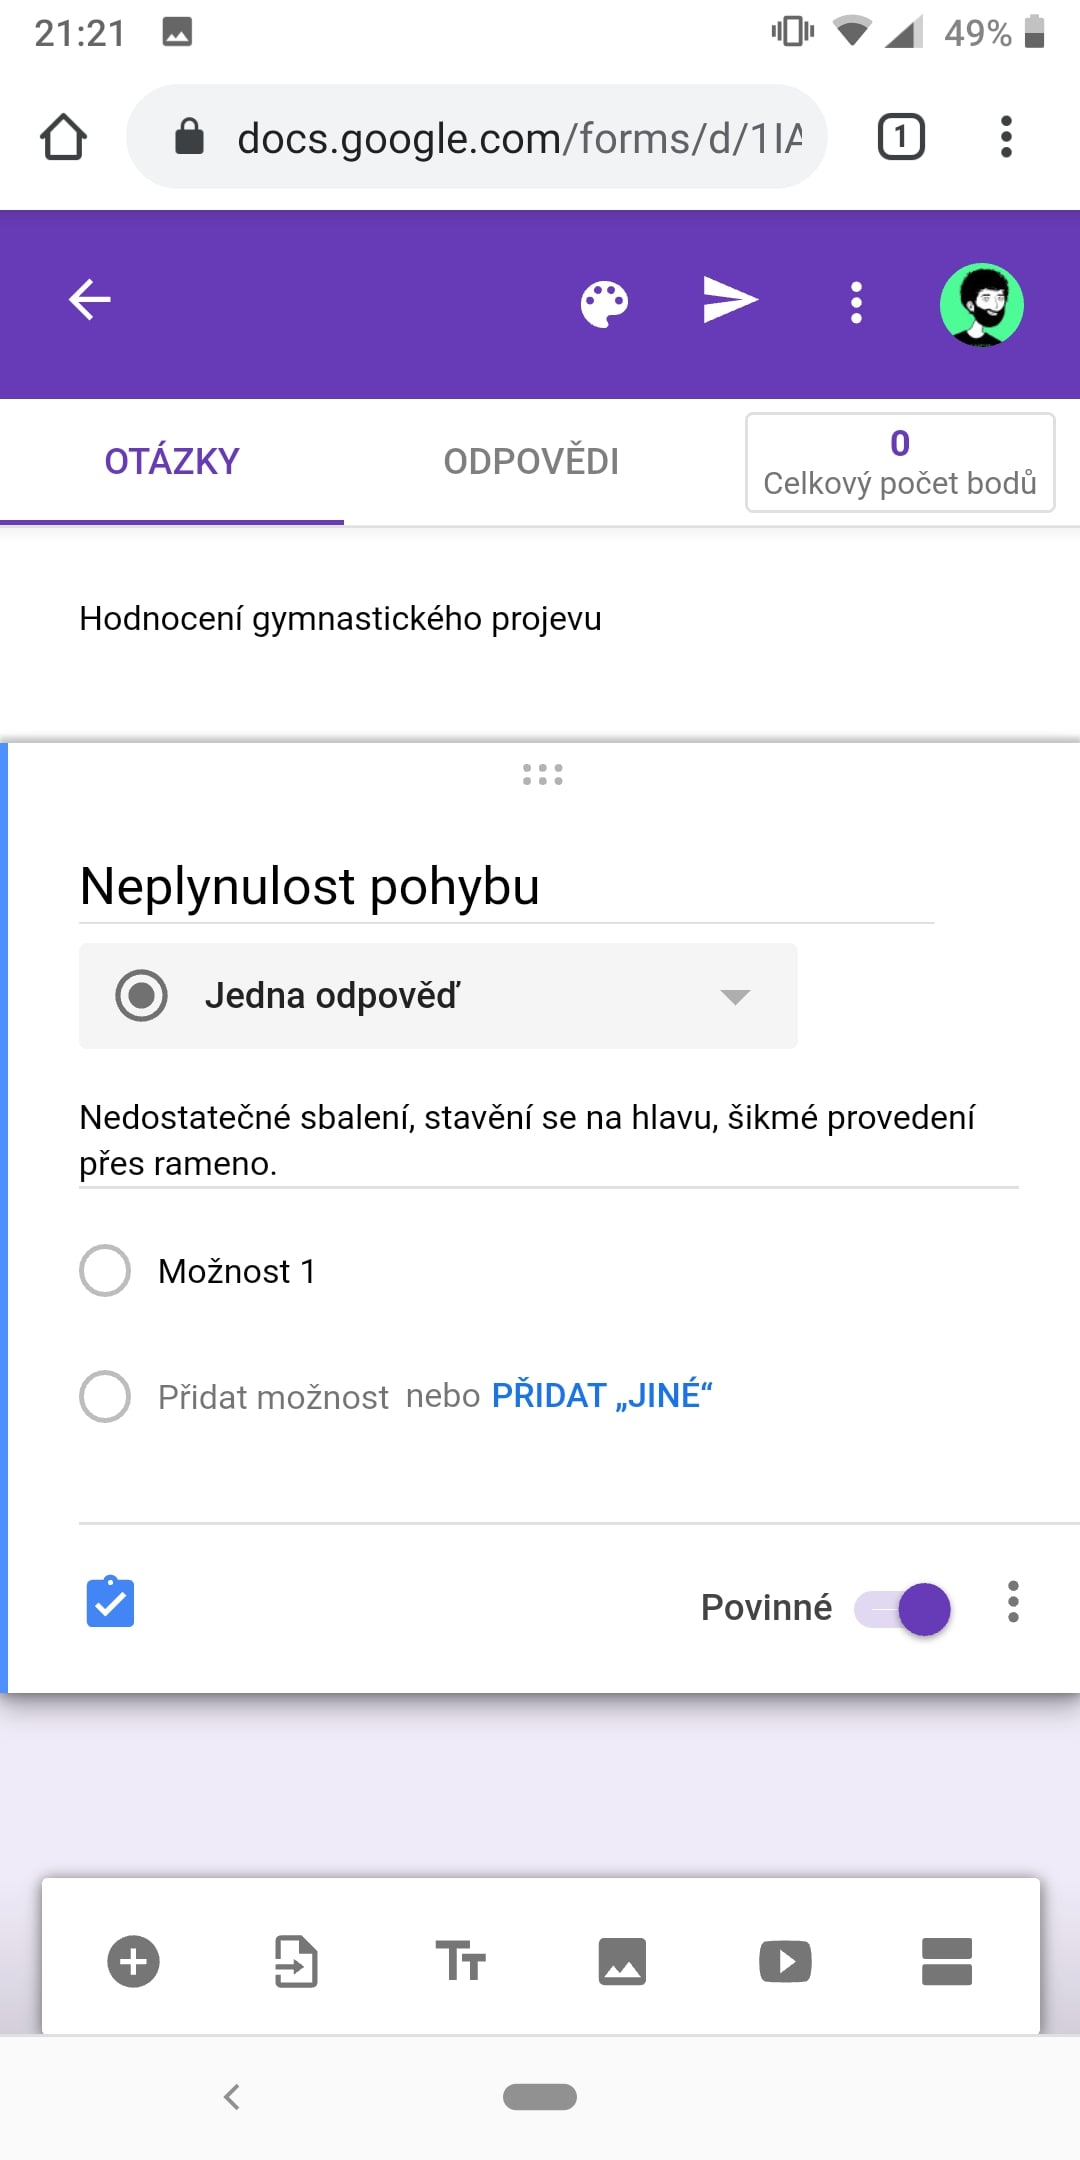 21:21
49%
docs.google.com/forms/d/1IA
1
OTÁZKY
ODPOVĚDI
0
Celkový počet bodů
Hodnocení gymnastického projevu
Neplynulost pohybu
Jedna odpověď
Nedostatečné sbalení, stavění se na hlavu, šikmé provedení
přes rameno.
Možnost 1
Přidat možnost nebo PŘIDAT „JINÉ“
Povinné